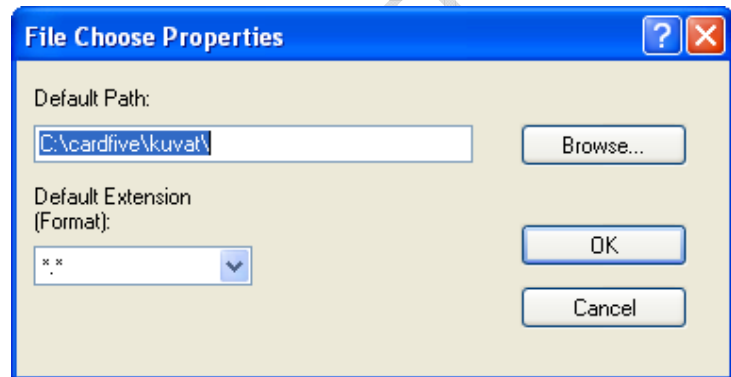 File Choose Properties
Default Path:
C:\cardfive\kuvat\
Browse...
Default Extension
(Format):
*.*
OK
Cancel